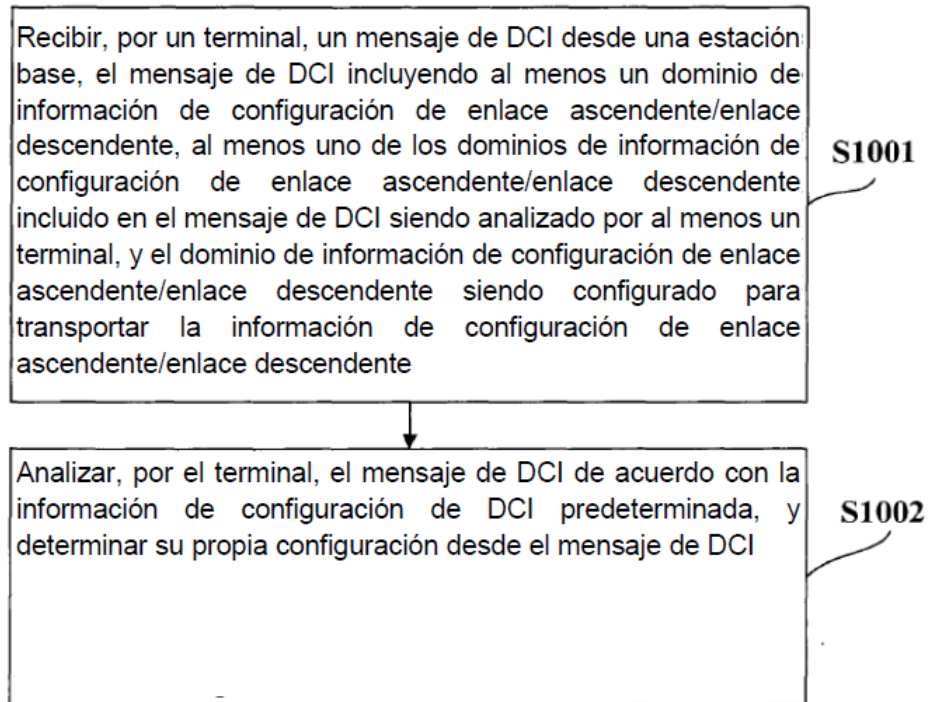 Recibir, por un terminal, un mensaje de DCI desde una estación
base, el mensaje de DCI incluyendo al menos un dominio de
información de configuración de enlace ascendente/enlace
descendente, al menos uno de los dominios de información de
configuración de enlace ascendente/enlace descendente
incluido en el mensaje de DCI siendo analizado por al menos un
terminal, y el dominio de información de configuración de enlace
ascendente/enlace descendente siendo configurado para
transportar la información de configuración de enlace
ascendente/enlace descendente
S1001
Analizar, por el terminal, el mensaje de DCI de acuerdo con la
información de configuración de DCI predeterminada, y
determinar su propia configuración desde el mensaje de DCI
S1002